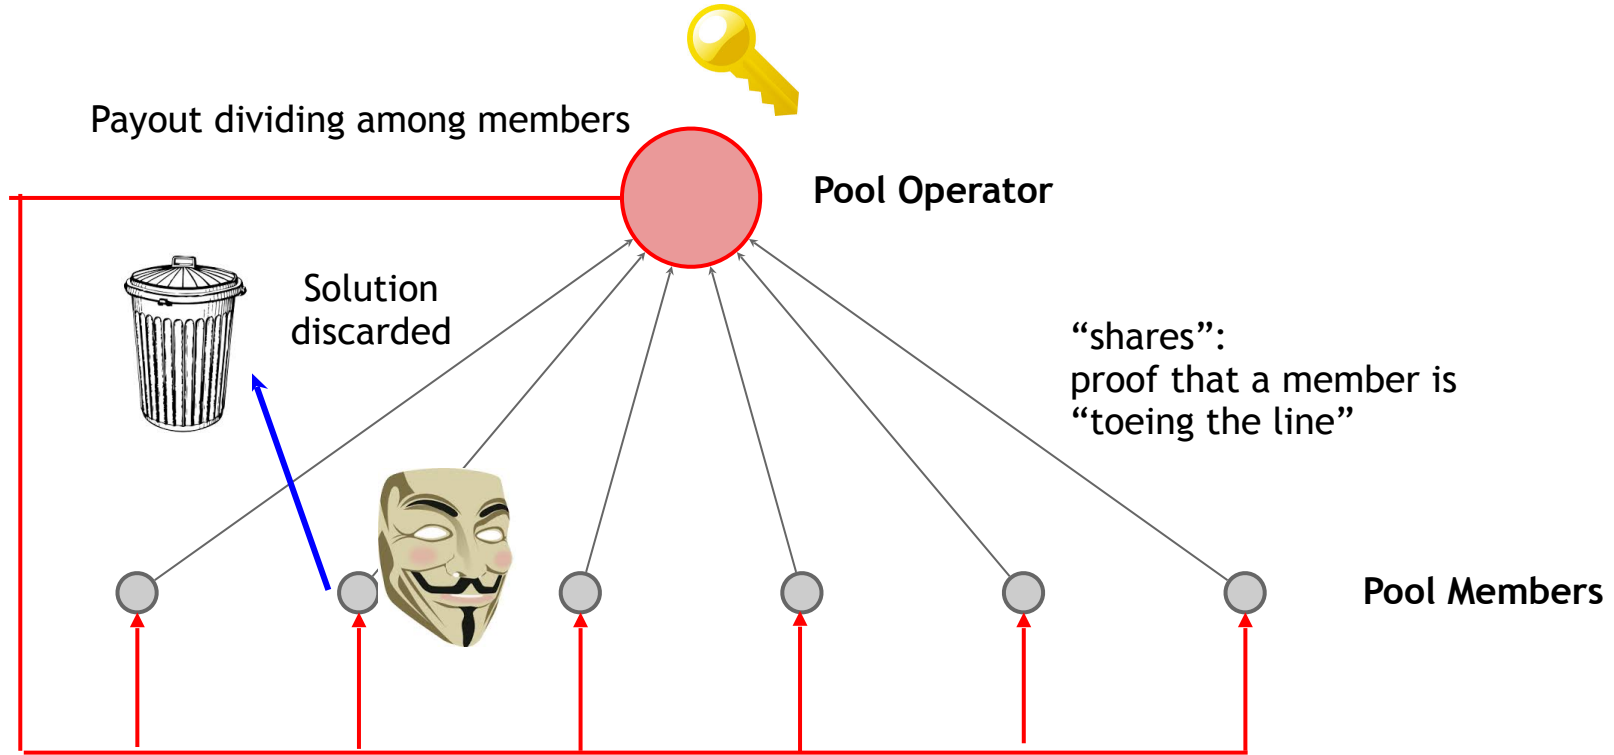 Payout dividing among members
Pool Operator
Solution
discarded
“shares”:
proof that a member is
“toeing the line”
Pool Members